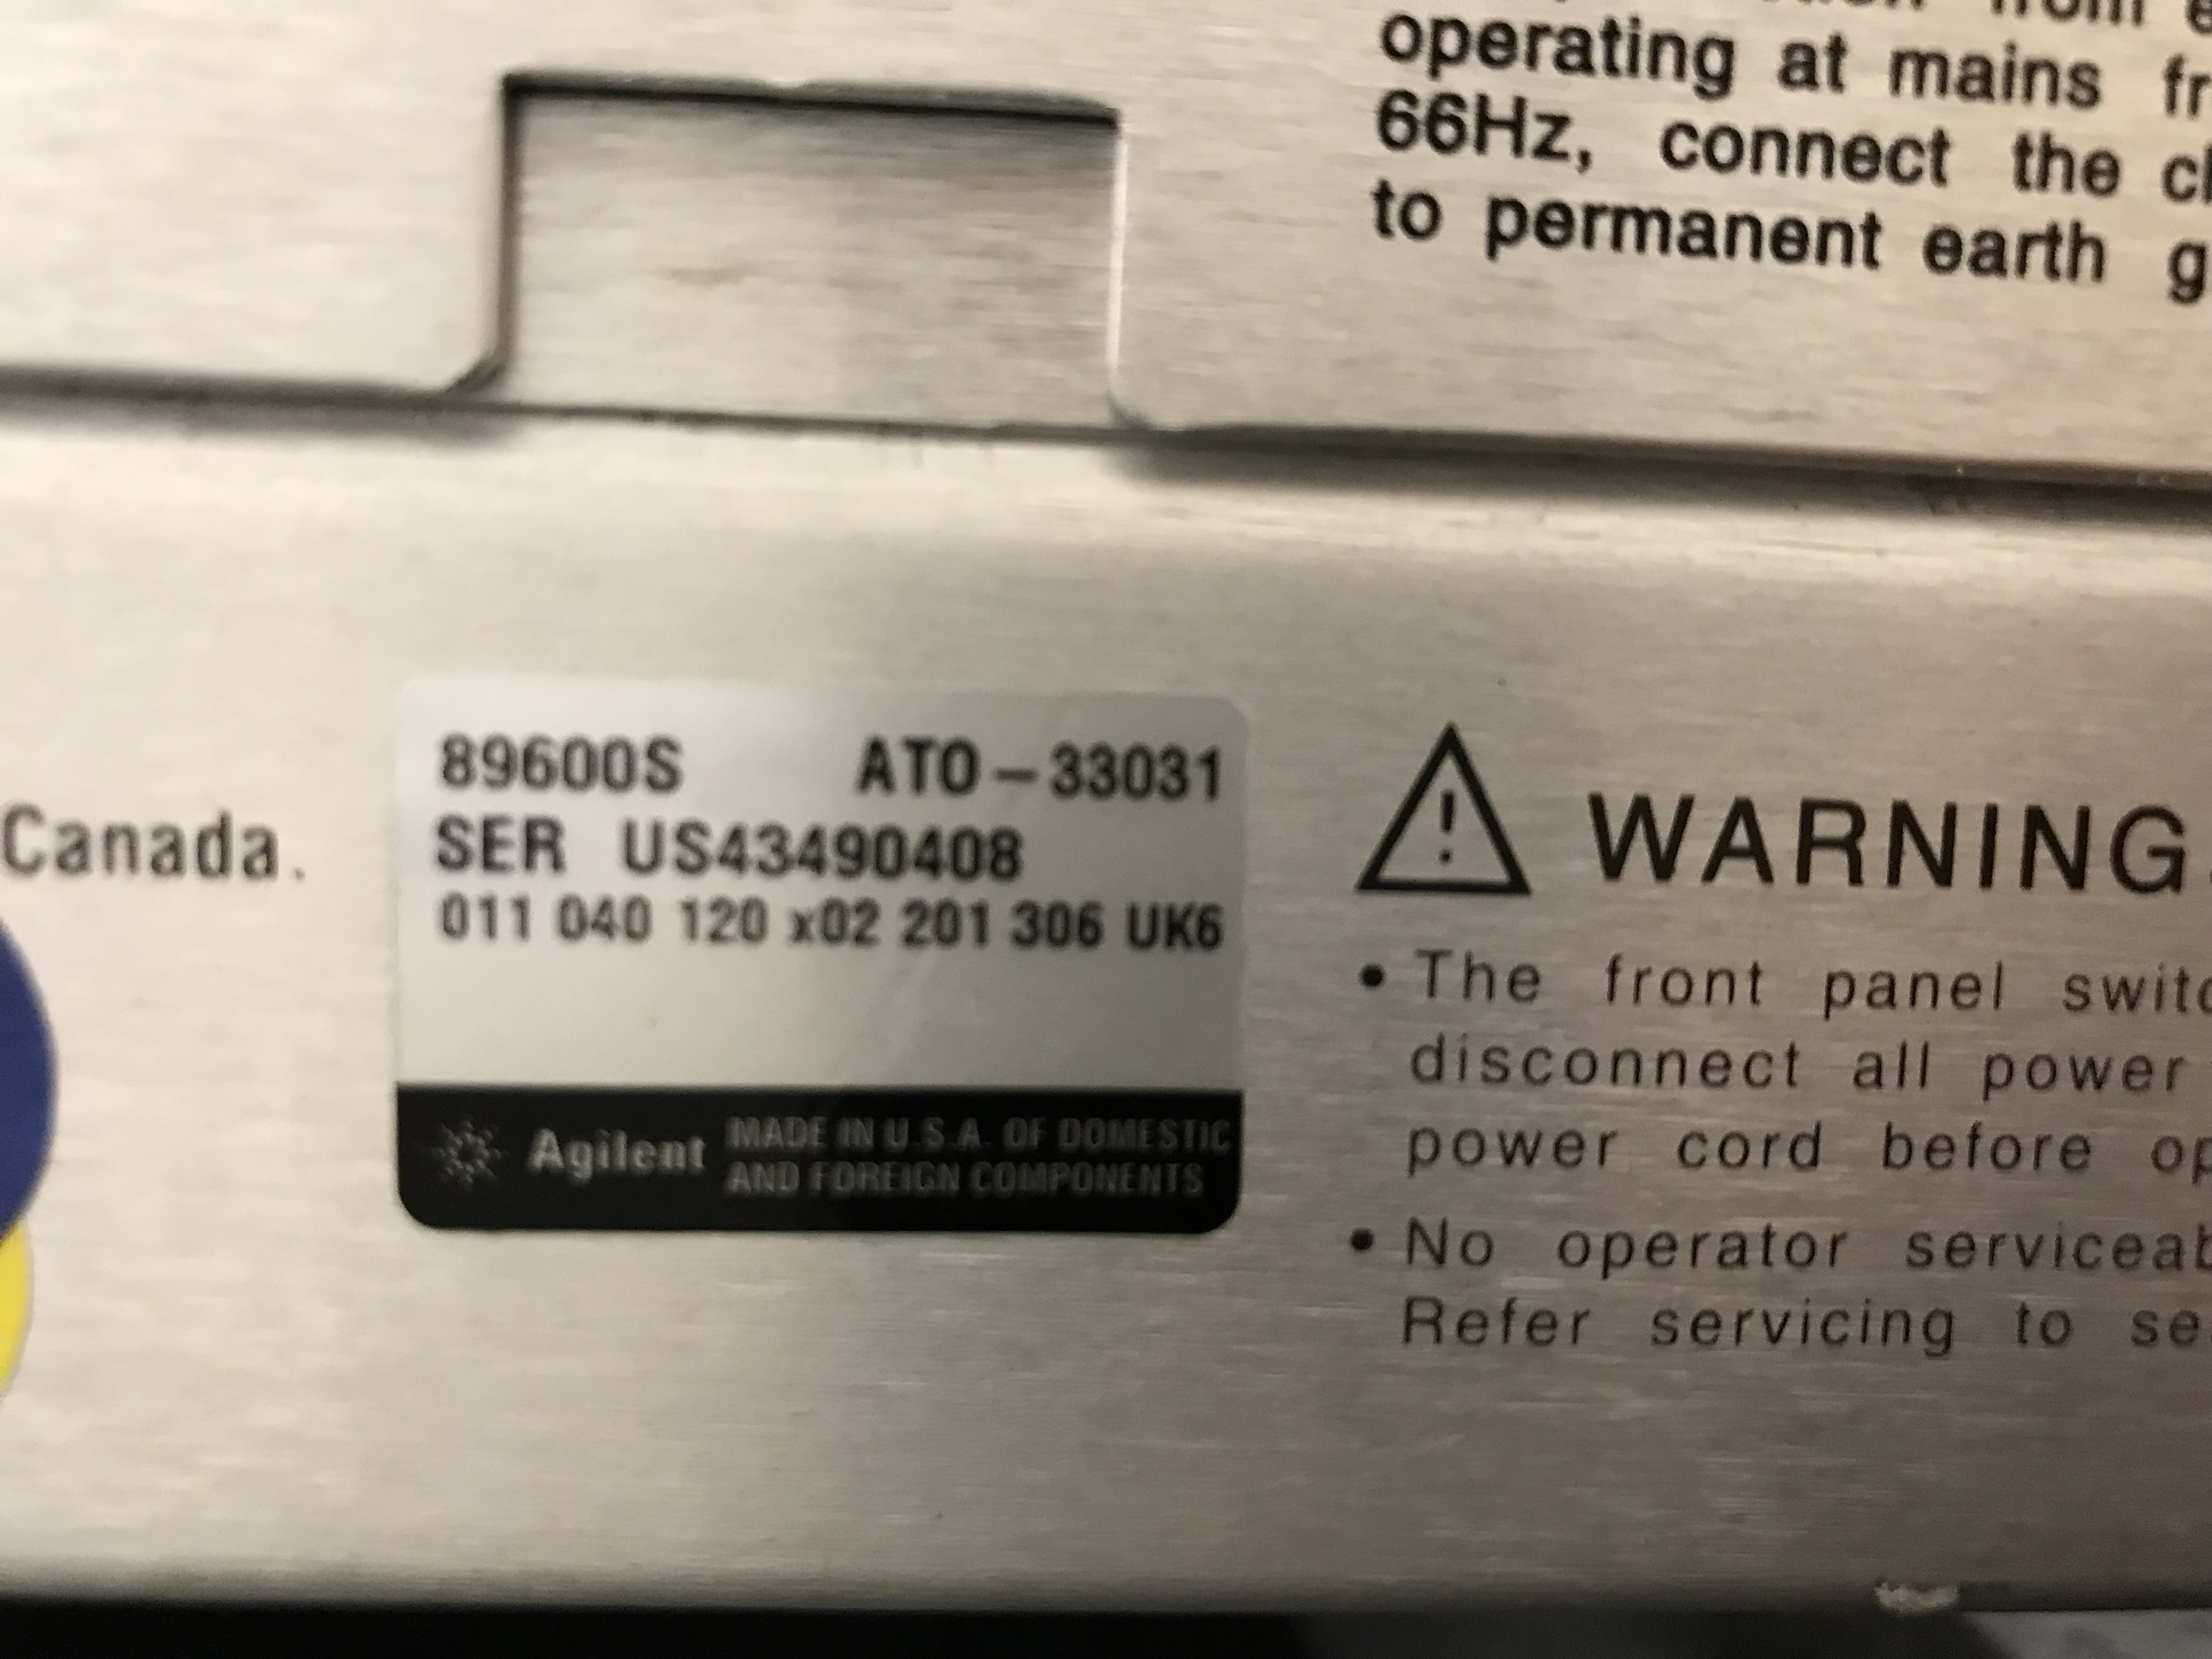 from
operating at mains fr
66Hz, connect the
to permanent earth g
Canada.
89600S ATO-33031
SER US43490408
011 040 120 x02 201 306 UK6
Agilent MADE IN U.S.A. OF DOMESTIC
AND FOREIGN COMPONENTS
WARNING
• The front panel switc
disconnect all power
power cord before op
• No operator serviceab
Refer servicing to se